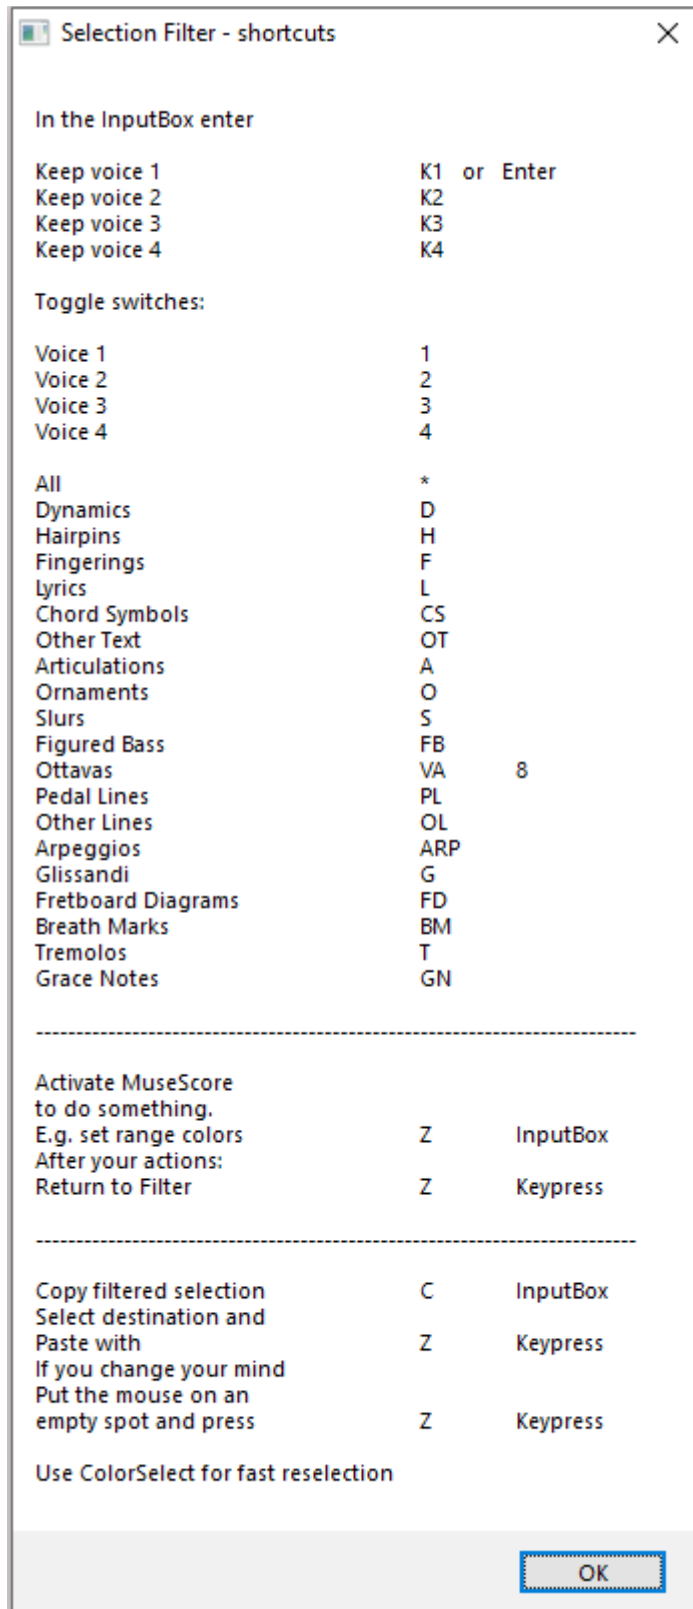 Selection Filter - shortcuts
In the InputBox enter
Keep voice 1 K1 or Enter
Keep voice 2 K2
Keep voice 3 K3
Keep voice 4 K4
Toggle switches:
Voice 1 1
Voice 2 2
Voice 3 3
Voice 4 4
All *
Dynamics D
Hairpins H
Fingerings F
Lyrics L
Chord Symbols CS
Other Text OT
Articulations A
Ornaments O
Slurs S
Figured Bass FB
Ottavas VA 8
Pedal Lines PL
Other Lines OL
Arpeggios ARP
Glissandi G
Fretboard Diagrams FD
Breath Marks BM
Tremolos T
Grace Notes GN
---------------------------------------------------------------------------
Activate MuseScore
to do something.
E.g. set range colors Z InputBox
After your actions:
Return to Filter Z Keypress
---------------------------------------------------------------------------
Copy filtered selection C InputBox
Select destination and
Paste with Z Keypress
If you change your mind
Put the mouse on an
empty spot and press Z Keypress
Use ColorSelect for fast reselection
OK